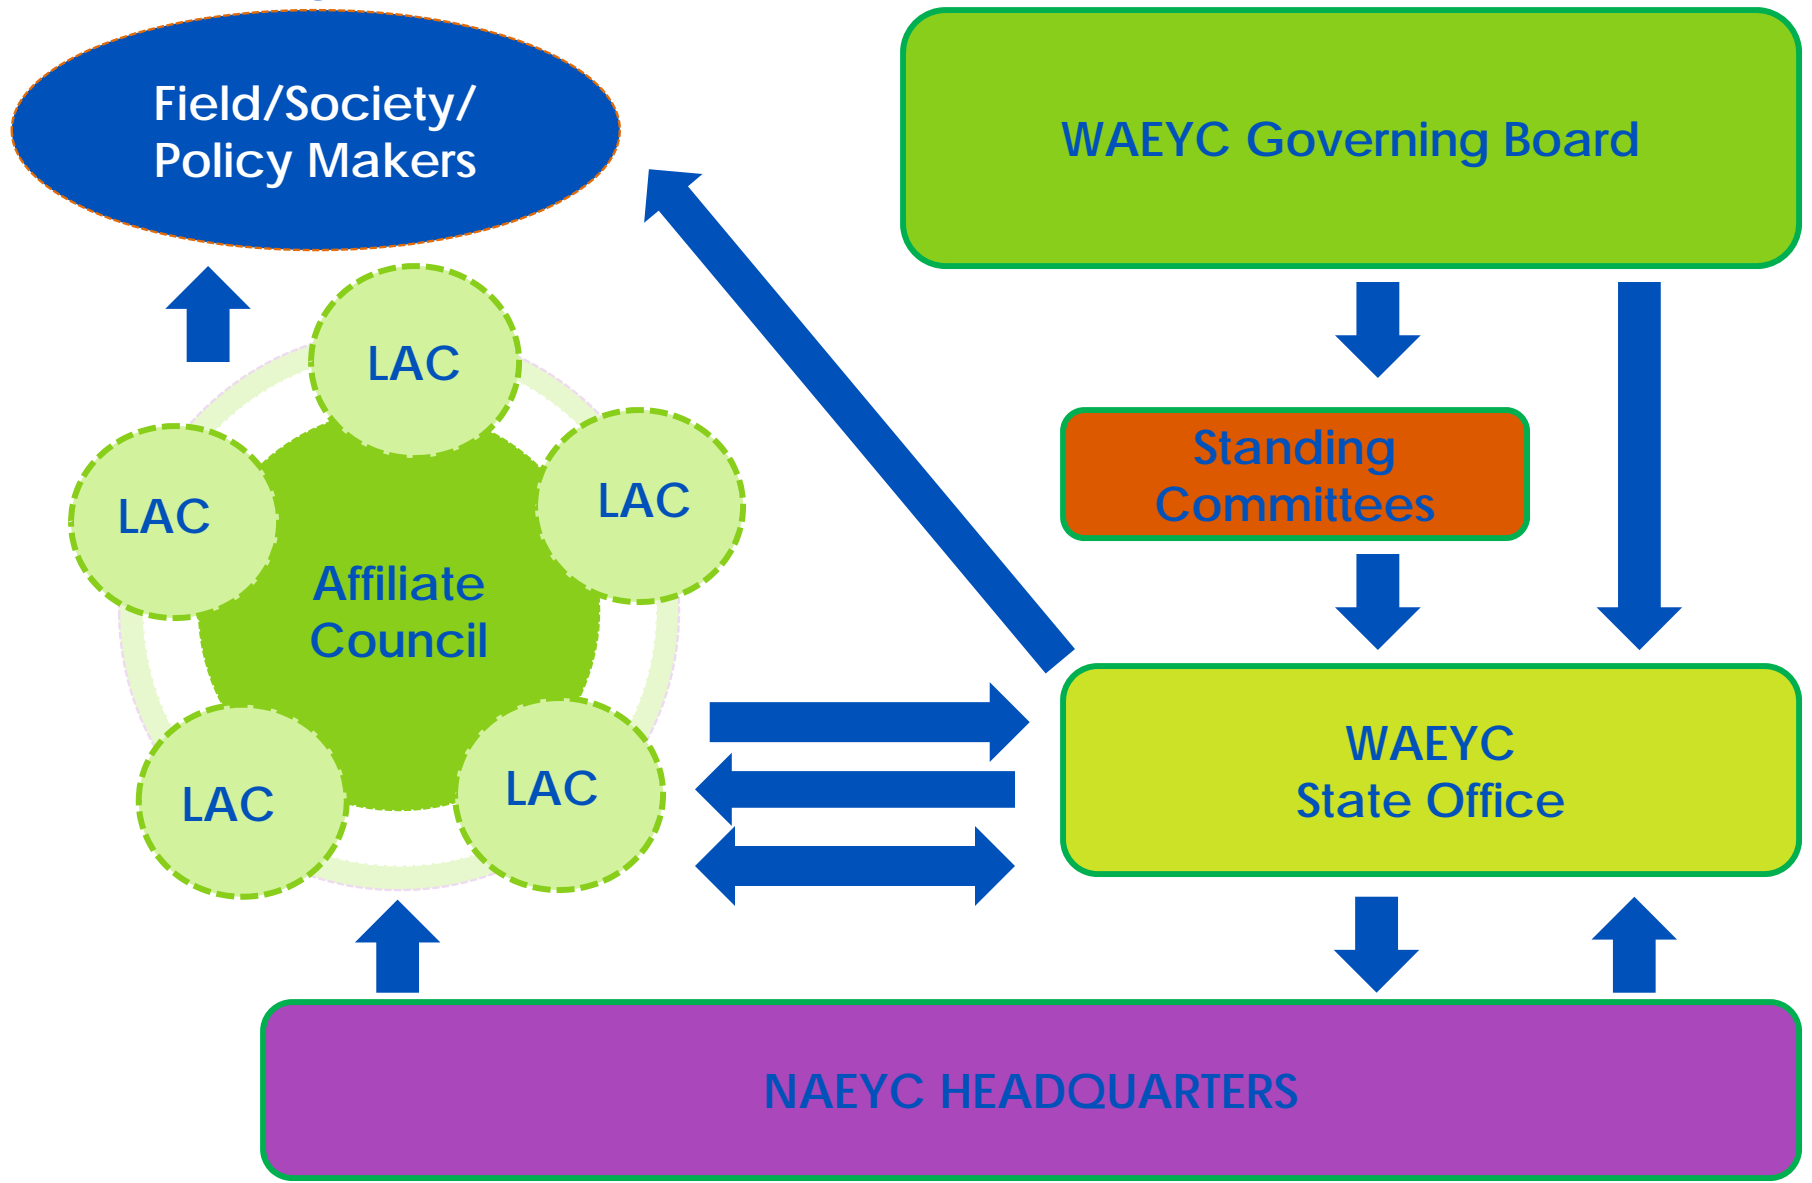 Field/Society/
Policy Makers
WAEYC Governing Board
LAC
LAC
LAC
Standing
Committees
Affiliate
Council
LAC
LAC
WAEYC
State Office
NAEYC HEADQUARTERS